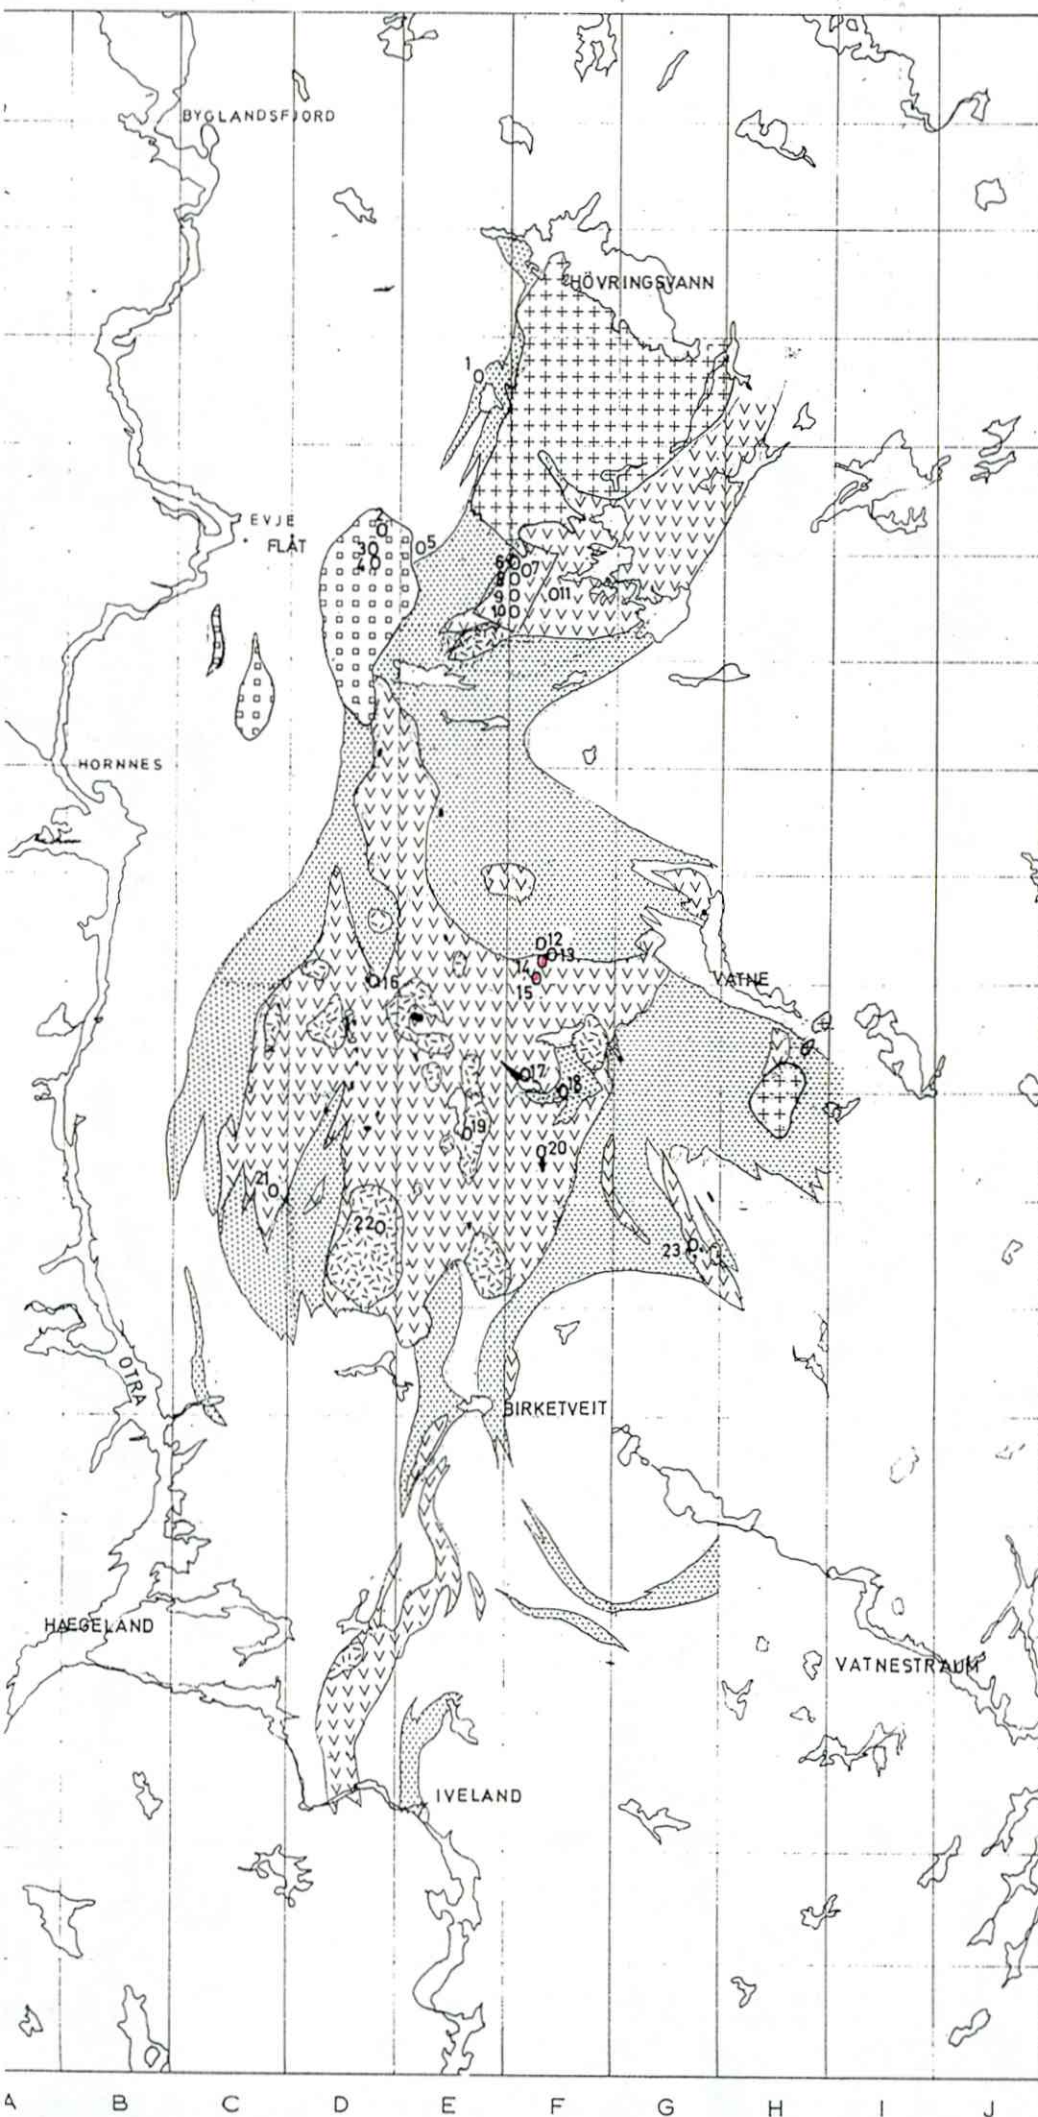 BYGLANDSFJORD
HÖVRINGSVANN
1
EVJE
2
FLÅT
3
5
4
6
7
8
9
11
10
HORNNES
12
13
14
16
VATNE
15
17
18
19
20
21
22
23
OTRA
BIRKETVEIT
HÆGELAND
VATNESTRAUM
IVELAND
A B C D E F G H I J